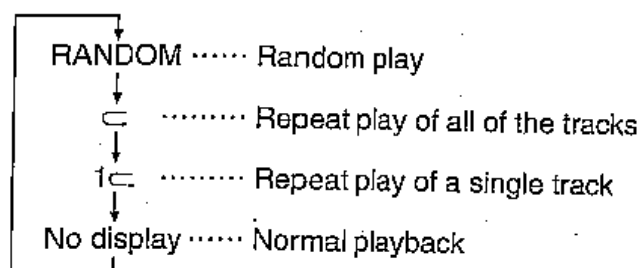 RANDOM ······ Random play
⊂ ········· Repeat play of all of the tracks
1⊂ ········· Repeat play of a single track
No display ······ Normal playback